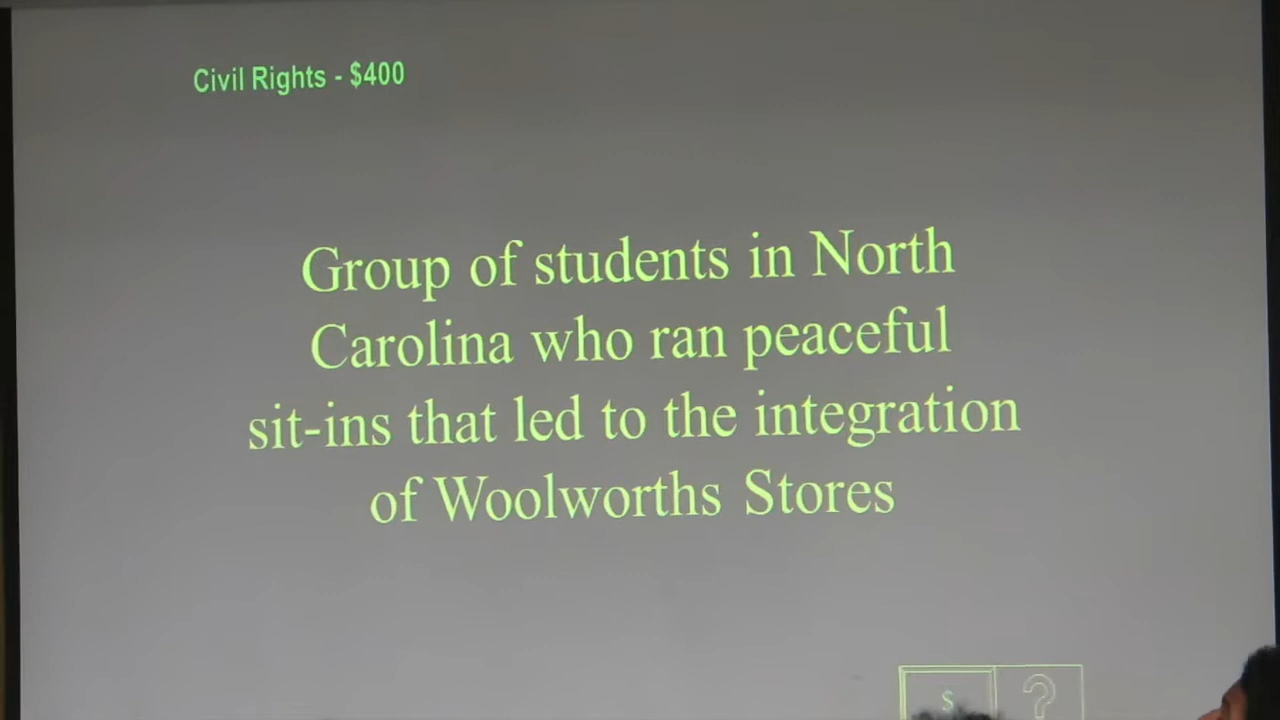 Civil Rights - $400
Group of students in North
Carolina who ran peaceful
sit-ins that led to the integration
of Woolworths Stores
$ ?